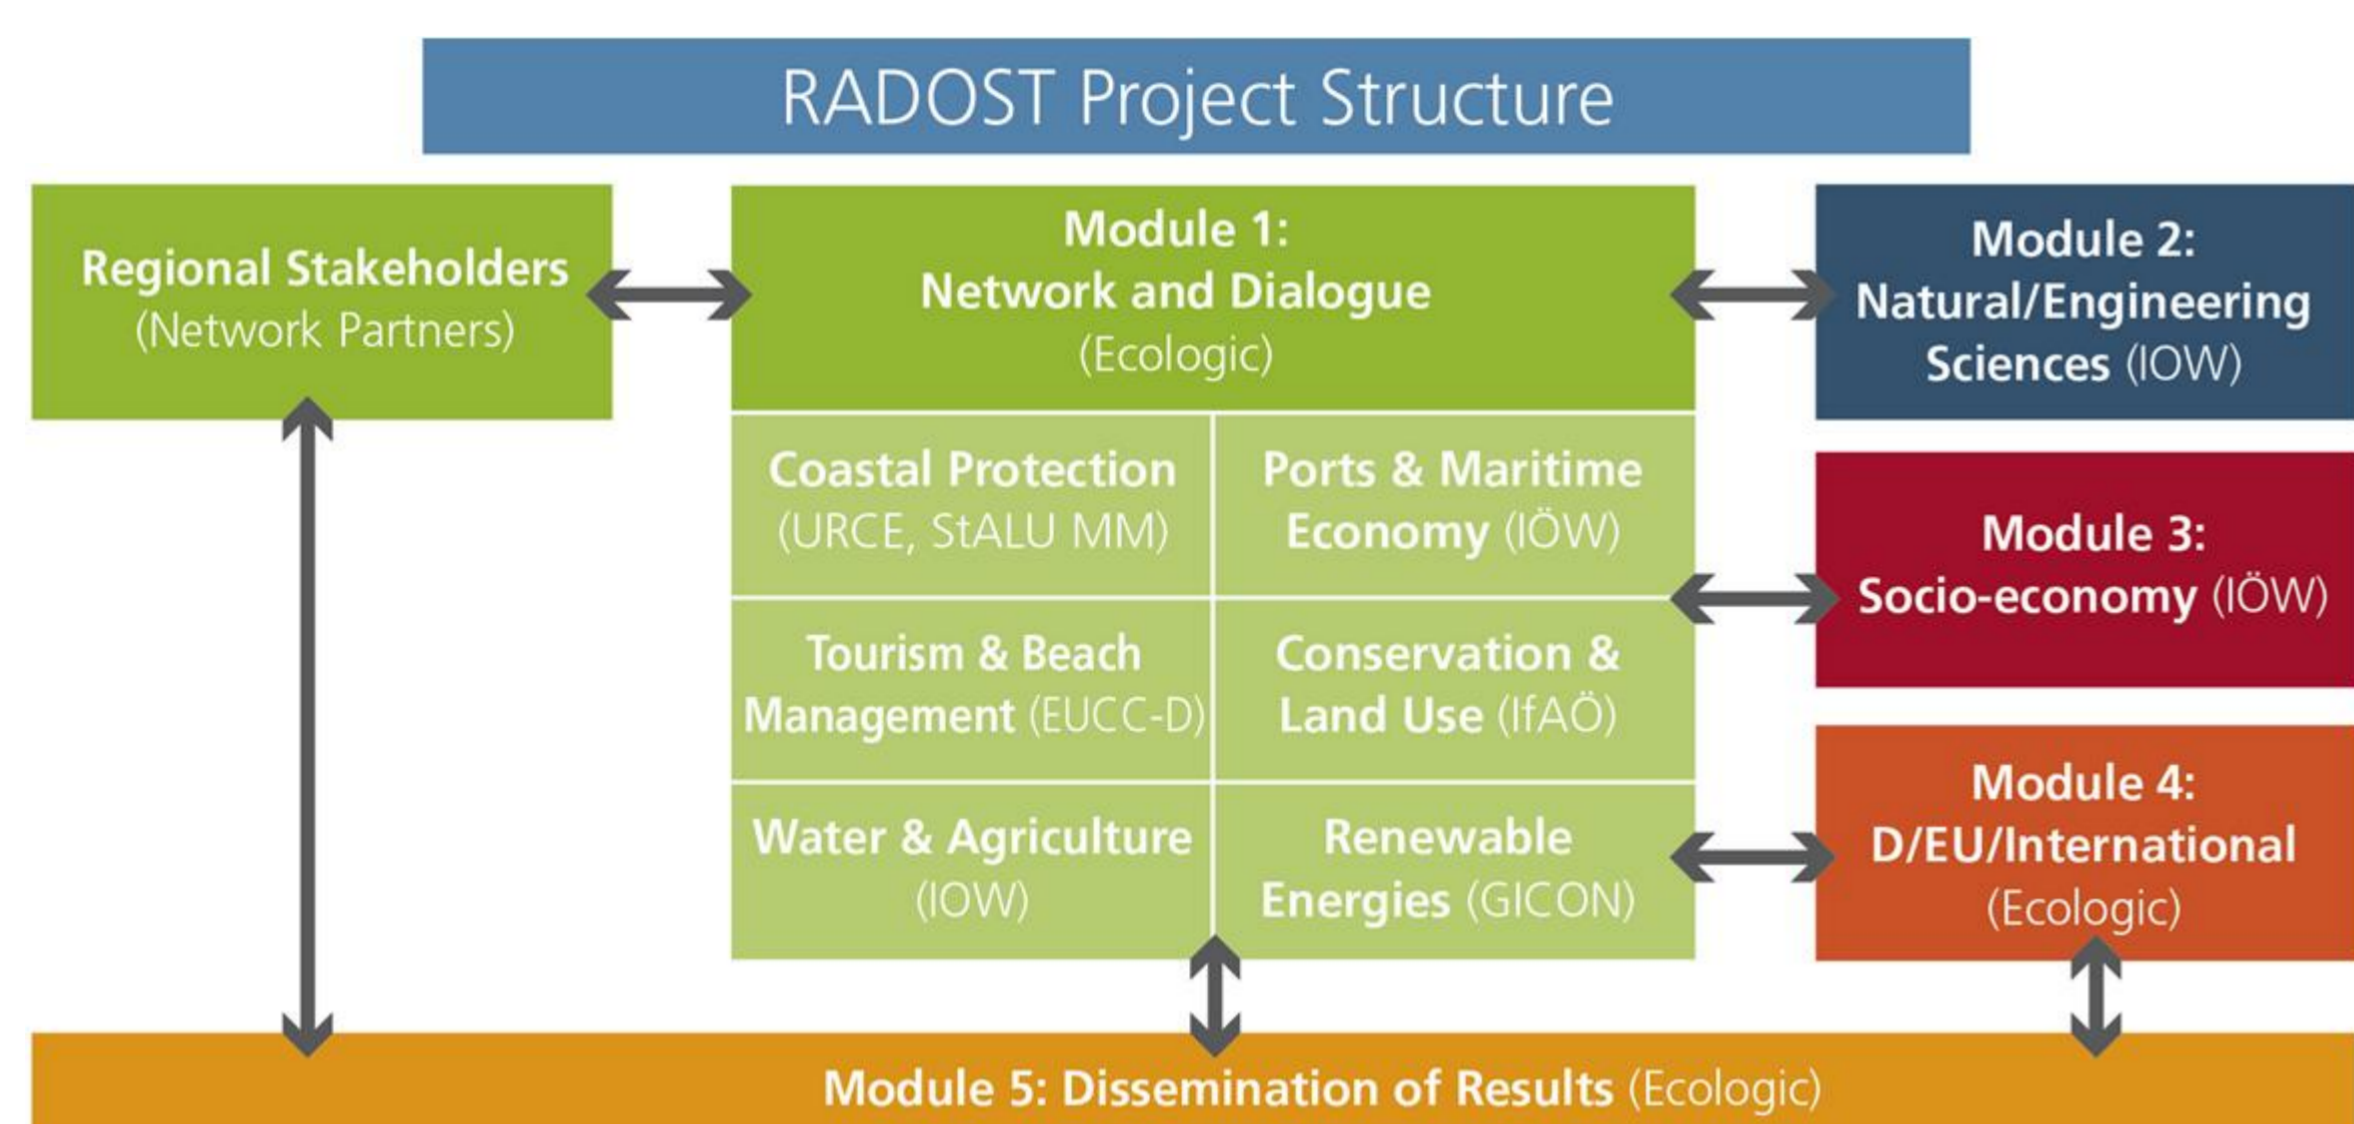 RADOST Project Structure
Regional Stakeholders
(Network Partners)
Module 1:
Network and Dialogue
(Ecologic)
Coastal Protection
(URCE, StALU MM)
Ports & Maritime
Economy (IÖW)
Tourism & Beach
Management (EUCC-D)
Conservation &
Land Use (IfAÖ)
Water & Agriculture
(IOW)
Renewable
Energies (GICON)
Module 2:
Natural/Engineering
Sciences (IOW)
Module 3:
Socio-economy (IÖW)
Module 4:
D/EU/International
(Ecologic)
Module 5: Dissemination of Results (Ecologic)